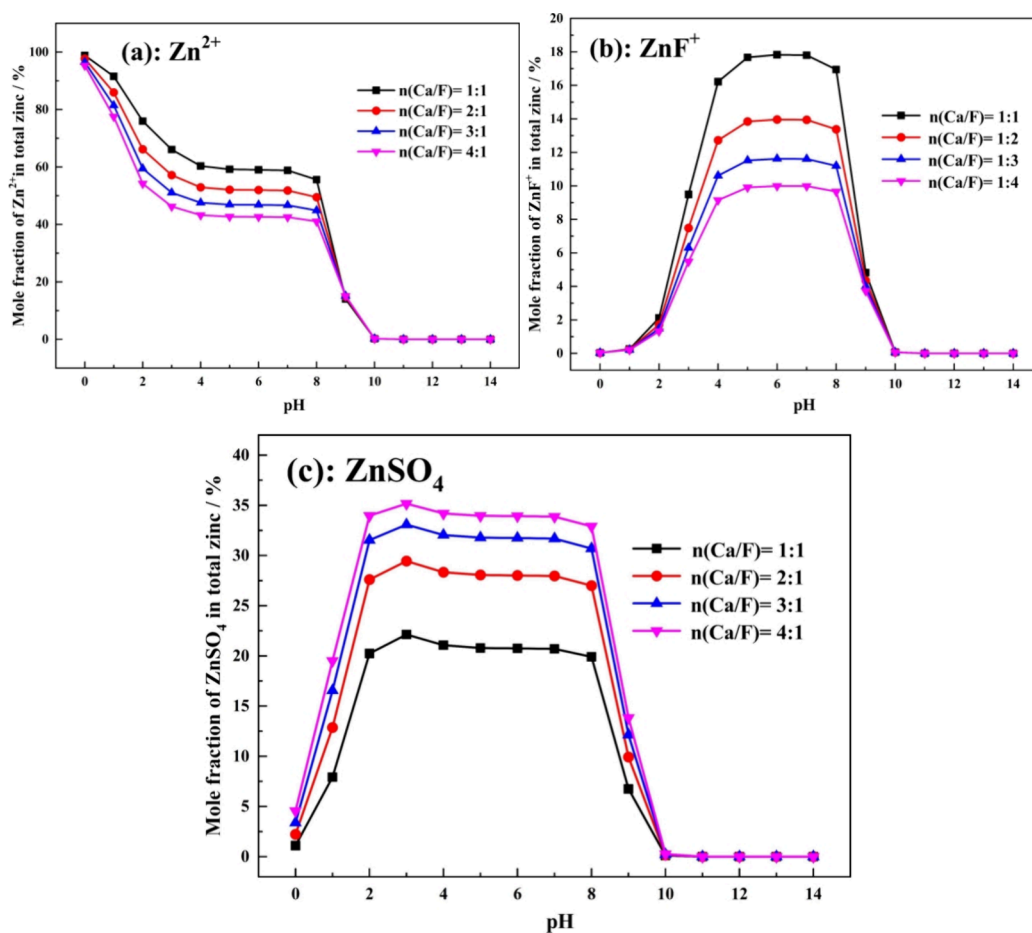 (a): Zn²⁺
n(Ca/F)= 1:1
n(Ca/F)= 2:1
n(Ca/F)= 3:1
n(Ca/F)= 4:1
Mole fraction of Zn²⁺in total zinc / %
100
80
60
40
20
0
0 2 4 6 8 10 12 14
pH
(b): ZnF⁺
n(Ca/F)= 1:1
n(Ca/F)= 1:2
n(Ca/F)= 1:3
n(Ca/F)= 1:4
Mole fraction of ZnF⁺ in total zinc / %
20
18
16
14
12
10
8
6
4
2
0
0 2 4 6 8 10 12 14
pH
(c): ZnSO₄
n(Ca/F)= 1:1
n(Ca/F)= 2:1
n(Ca/F)= 3:1
n(Ca/F)= 4:1
Mole fraction of ZnSO₄ in total zinc / %
40
35
30
25
20
15
10
5
0
0 2 4 6 8 10 12 14
pH